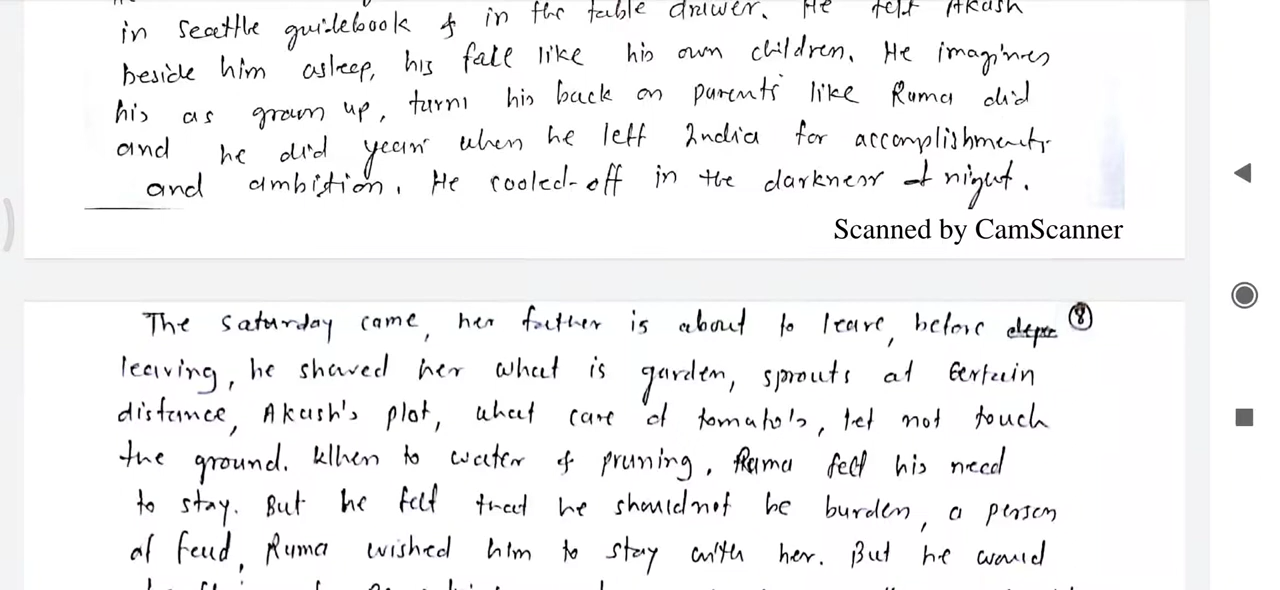 in Seattle guidebook & in the table drawer. He felt Akash
beside him asleep, his fate like his own children. He imagines
his as grown up, turns his back on parents like Ruma did
and he did years when he left India for accomplishments
and ambition. He cooled-off in the darkness of night.
Scanned by CamScanner
The saturday came, her father is about to leave, before
8
leaving, he showed her what is garden, sprouts at certain
distance, Akash's plot, what care of tomato's, let not touch
the ground. When to water & pruning. Ruma felt his need
to stay. But he felt that he shouldnot be burden, a person
of feud, Ruma wished him to stay with her. But he would